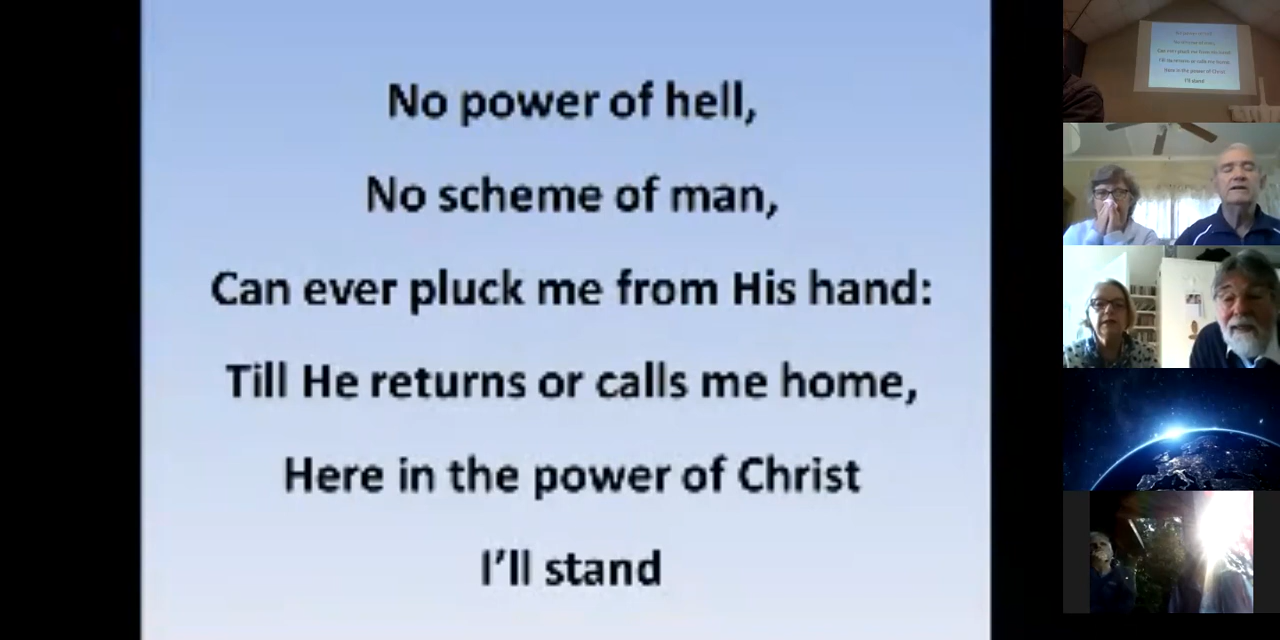 No power of hell,
No scheme of man,
Can ever pluck me from His hand:
Till He returns or calls me home,
Here in the power of Christ
I'll stand